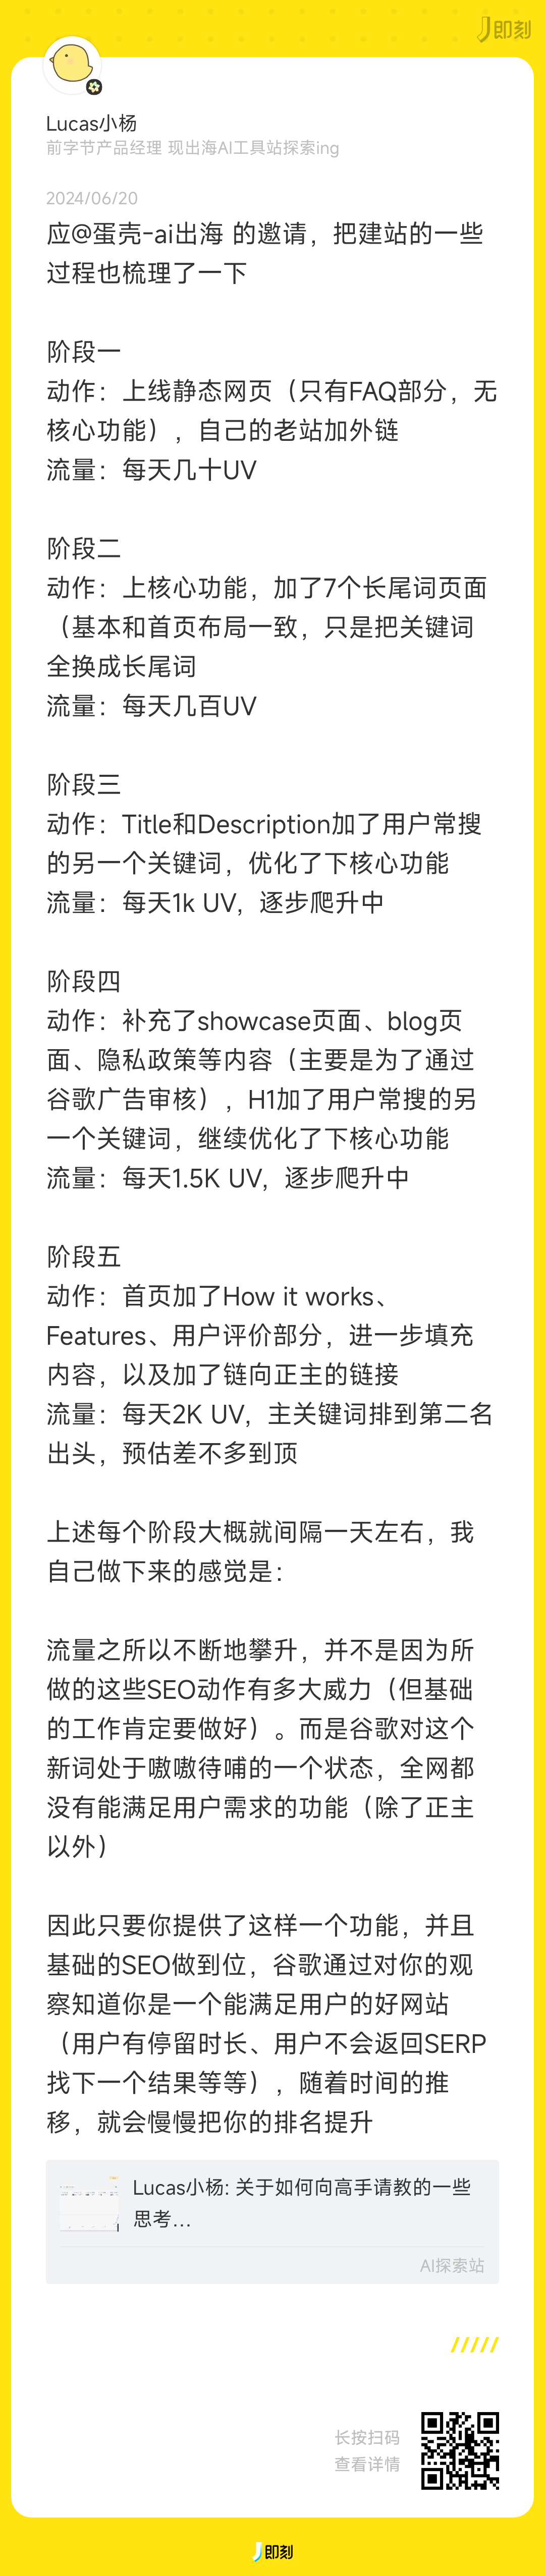 即刻
Lucas小杨
前字节产品经理 现出海AI工具站探索ing
2024/06/20
应@蛋壳-ai出海 的邀请，把建站的一些
过程也梳理了一下
阶段一
动作：上线静态网页（只有FAQ部分，无
核心功能），自己的老站加外链
流量：每天几十UV
阶段二
动作：上核心功能，加了7个长尾词页面
（基本和首页布局一致，只是把关键词
全换成长尾词
流量：每天几百UV
阶段三
动作：Title和Description加了用户常搜
的另一个关键词，优化了下核心功能
流量：每天1k UV，逐步爬升中
阶段四
动作：补充了showcase页面、blog页
面、隐私政策等内容（主要是为了通过
谷歌广告审核），H1加了用户常搜的另
一个关键词，继续优化了下核心功能
流量：每天1.5K UV，逐步爬升中
阶段五
动作：首页加了How it works、
Features、用户评价部分，进一步填充
内容，以及加了链向正主的链接
流量：每天2K UV，主关键词排到第二名
出头，预估差不多到顶
上述每个阶段大概就间隔一天左右，我
自己做下来的感觉是：
流量之所以不断地攀升，并不是因为所
做的这些SEO动作有多大威力（但基础
的工作肯定要做好）。而是谷歌对这个
新词处于嗷嗷待哺的一个状态，全网都
没有能满足用户需求的功能（除了正主
以外）
因此只要你提供了这样一个功能，并且
基础的SEO做到位，谷歌通过对你的观
察知道你是一个能满足用户的好网站
（用户有停留时长、用户不会返回SERP
找下一个结果等等），随着时间的推
移，就会慢慢把你的排名提升
Lucas小杨: 关于如何向高手请教的一些
思考...
AI探索站
长按扫码
查看详情
即刻